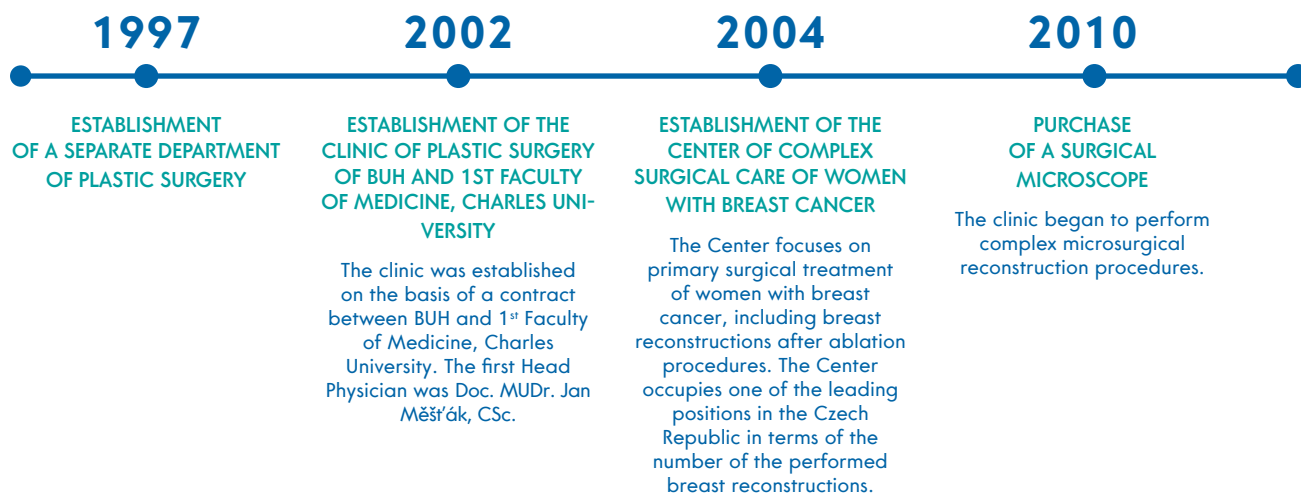 1997
ESTABLISHMENT
OF A SEPARATE DEPARTMENT
OF PLASTIC SURGERY
2002
ESTABLISHMENT OF THE
CLINIC OF PLASTIC SURGERY
OF BUH AND 1ST FACULTY
OF MEDICINE, CHARLES UNI-
VERSITY
The clinic was established
on the basis of a contract
between BUH and 1st Faculty
of Medicine, Charles
University. The first Head
Physician was Doc. MUDr. Jan
Měšťák, CSc.
2004
ESTABLISHMENT OF THE
CENTER OF COMPLEX
SURGICAL CARE OF WOMEN
WITH BREAST CANCER
The Center focuses on
primary surgical treatment
of women with breast
cancer, including breast
reconstructions after ablation
procedures. The Center
occupies one of the leading
positions in the Czech
Republic in terms of the
number of the performed
breast reconstructions.
2010
PURCHASE
OF A SURGICAL
MICROSCOPE
The clinic began to perform
complex microsurgical
reconstruction procedures.